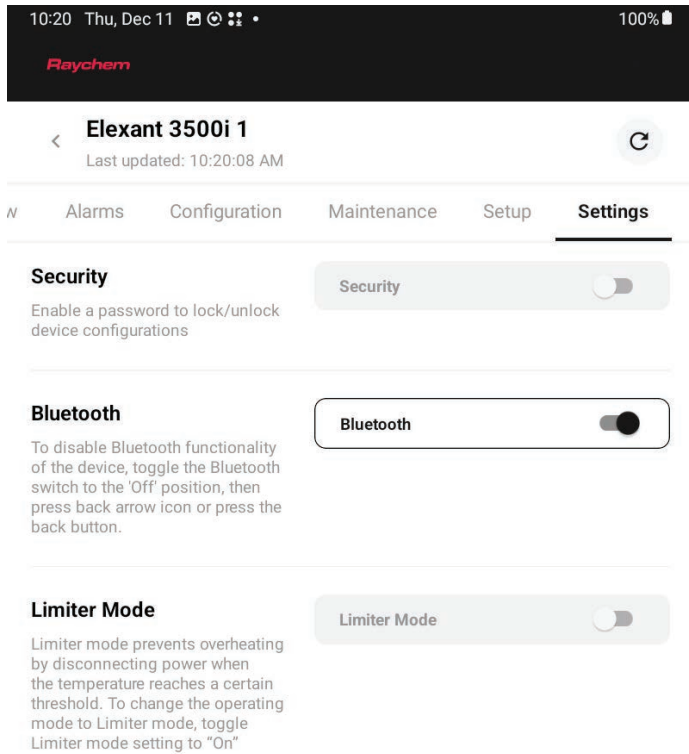 10:20 Thu, Dec 11
100%
Raychem
Elexant 3500i 1
Last updated: 10:20:08 AM
w Alarms Configuration Maintenance Setup Settings
Security
Enable a password to lock/unlock
device configurations
Security
Bluetooth
To disable Bluetooth functionality
of the device, toggle the Bluetooth
switch to the 'Off' position, then
press back arrow icon or press the
back button.
Bluetooth
Limiter Mode
Limiter mode prevents overheating
by disconnecting power when
the temperature reaches a certain
threshold. To change the operating
mode to Limiter mode, toggle
Limiter mode setting to “On”
Limiter Mode